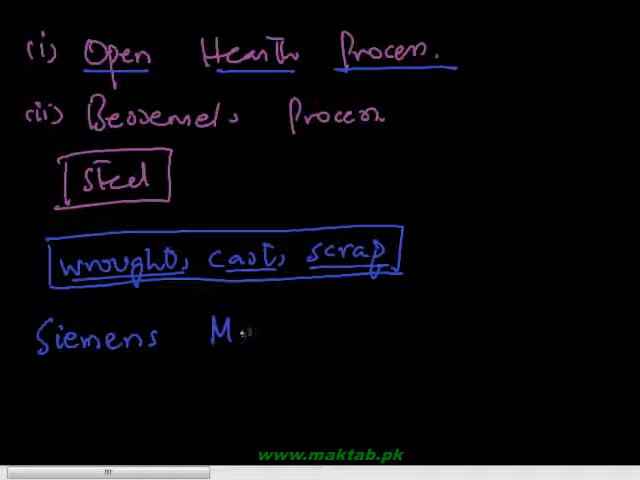 (i) Open Hearth Process.
(ii) Bessemer's Process.
Steel
wrought, cast, scrap
Siemens M
www.maktab.pk